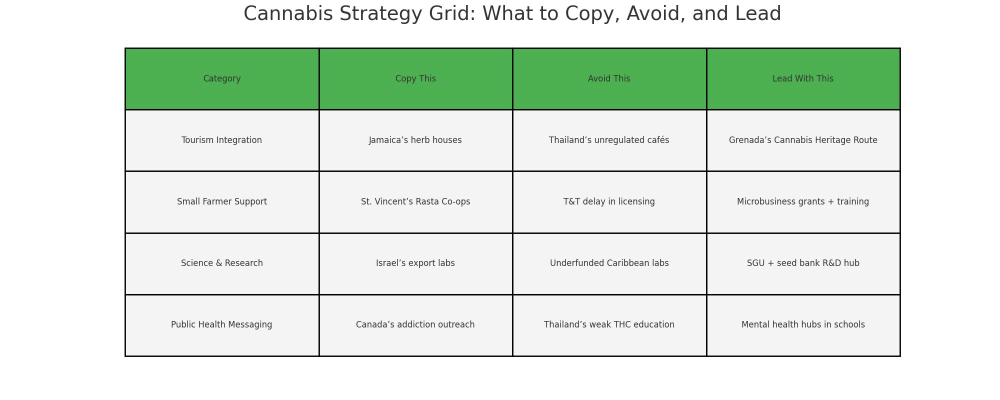 Cannabis Strategy Grid: What to Copy, Avoid, and Lead
Category Copy This Avoid This Lead With This
Tourism Integration Jamaica’s herb houses Thailand’s unregulated cafés Grenada’s Cannabis Heritage Route
Small Farmer Support St. Vincent’s Rasta Co-ops T&T delay in licensing Microbusiness grants + training
Science & Research Israel’s export labs Underfunded Caribbean labs SGU + seed bank R&D hub
Public Health Messaging Canada’s addiction outreach Thailand’s weak THC education Mental health hubs in schools